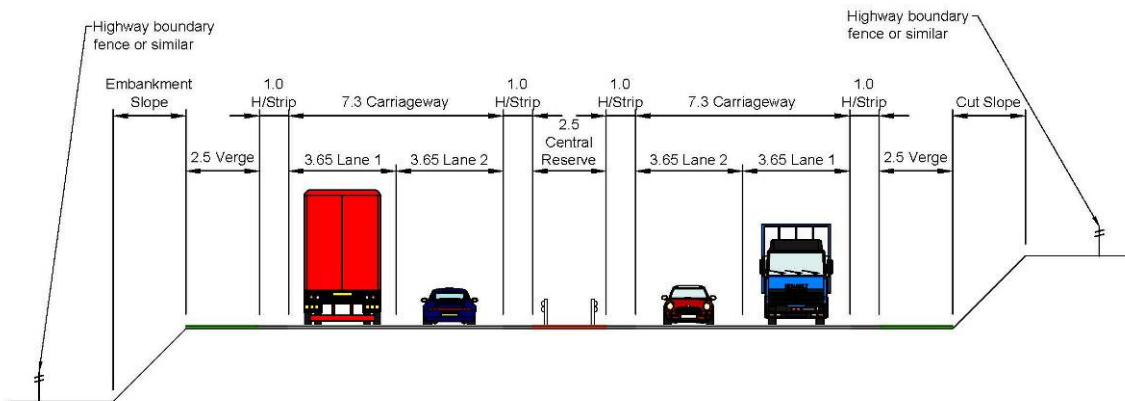 Highway boundary
fence or similar
Highway boundary
fence or similar
Embankment
Slope
1.0
H/Strip
7.3 Carriageway
1.0
H/Strip
1.0
H/Strip
7.3 Carriageway
1.0
H/Strip
Cut Slope
2.5
Central
Reserve
2.5 Verge
3.65 Lane 1
3.65 Lane 2
3.65 Lane 2
3.65 Lane 1
2.5 Verge